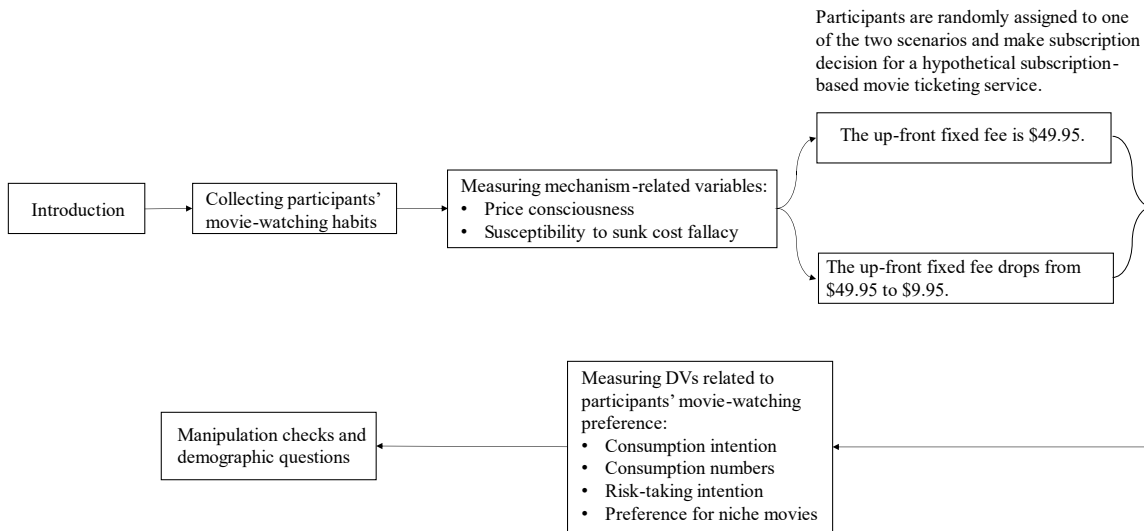 Participants are randomly assigned to one
of the two scenarios and make subscription
decision for a hypothetical subscription-
based movie ticketing service.
Introduction
Collecting participants’
movie-watching habits
Measuring mechanism-related variables:
• Price consciousness
• Susceptibility to sunk cost fallacy
The up-front fixed fee is $49.95.
The up-front fixed fee drops from
$49.95 to $9.95.
Measuring DVs related to
participants’ movie-watching
preference:
• Consumption intention
• Consumption numbers
• Risk-taking intention
• Preference for niche movies
Manipulation checks and
demographic questions